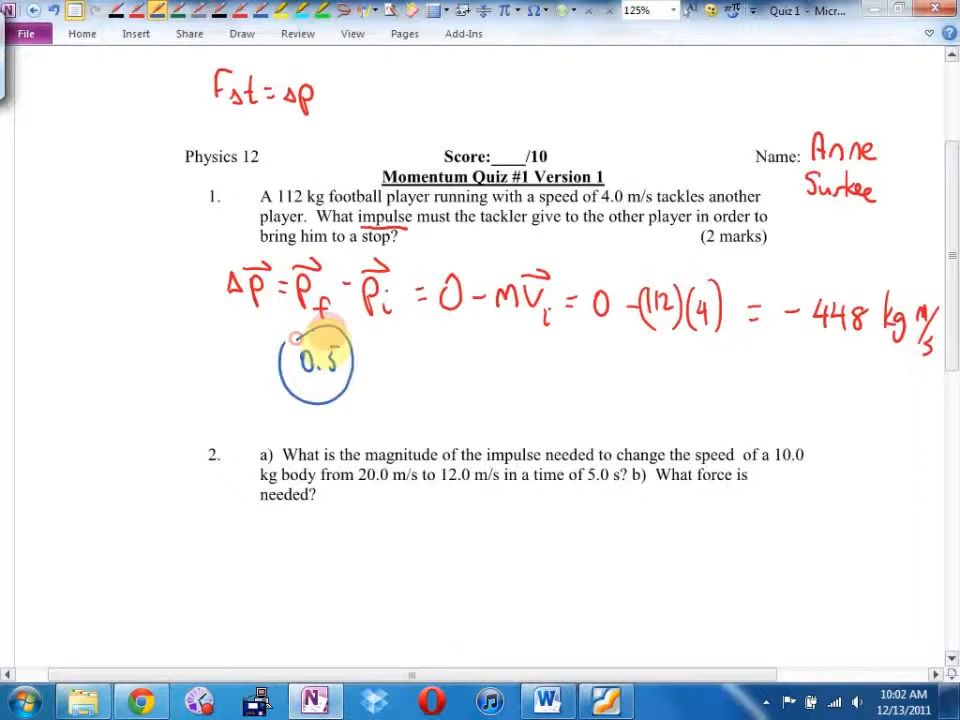 125%
Quiz 1 - Micr...
File Home Insert Share Draw Review View Pages Add-Ins
FΔt = Δp
Physics 12 Score:____/10 Name: Anne
Momentum Quiz #1 Version 1
1. A 112 kg football player running with a speed of 4.0 m/s tackles another
player. What impulse must the tackler give to the other player in order to
bring him to a stop? (2 marks)
Δp⃗ = p⃗f - p⃗i = 0 - mv⃗i = 0 - (112)(4) = - 448 kg m/s
0.5
2. a) What is the magnitude of the impulse needed to change the speed of a 10.0
kg body from 20.0 m/s to 12.0 m/s in a time of 5.0 s? b) What force is
needed?
10:02 AM
12/13/2011